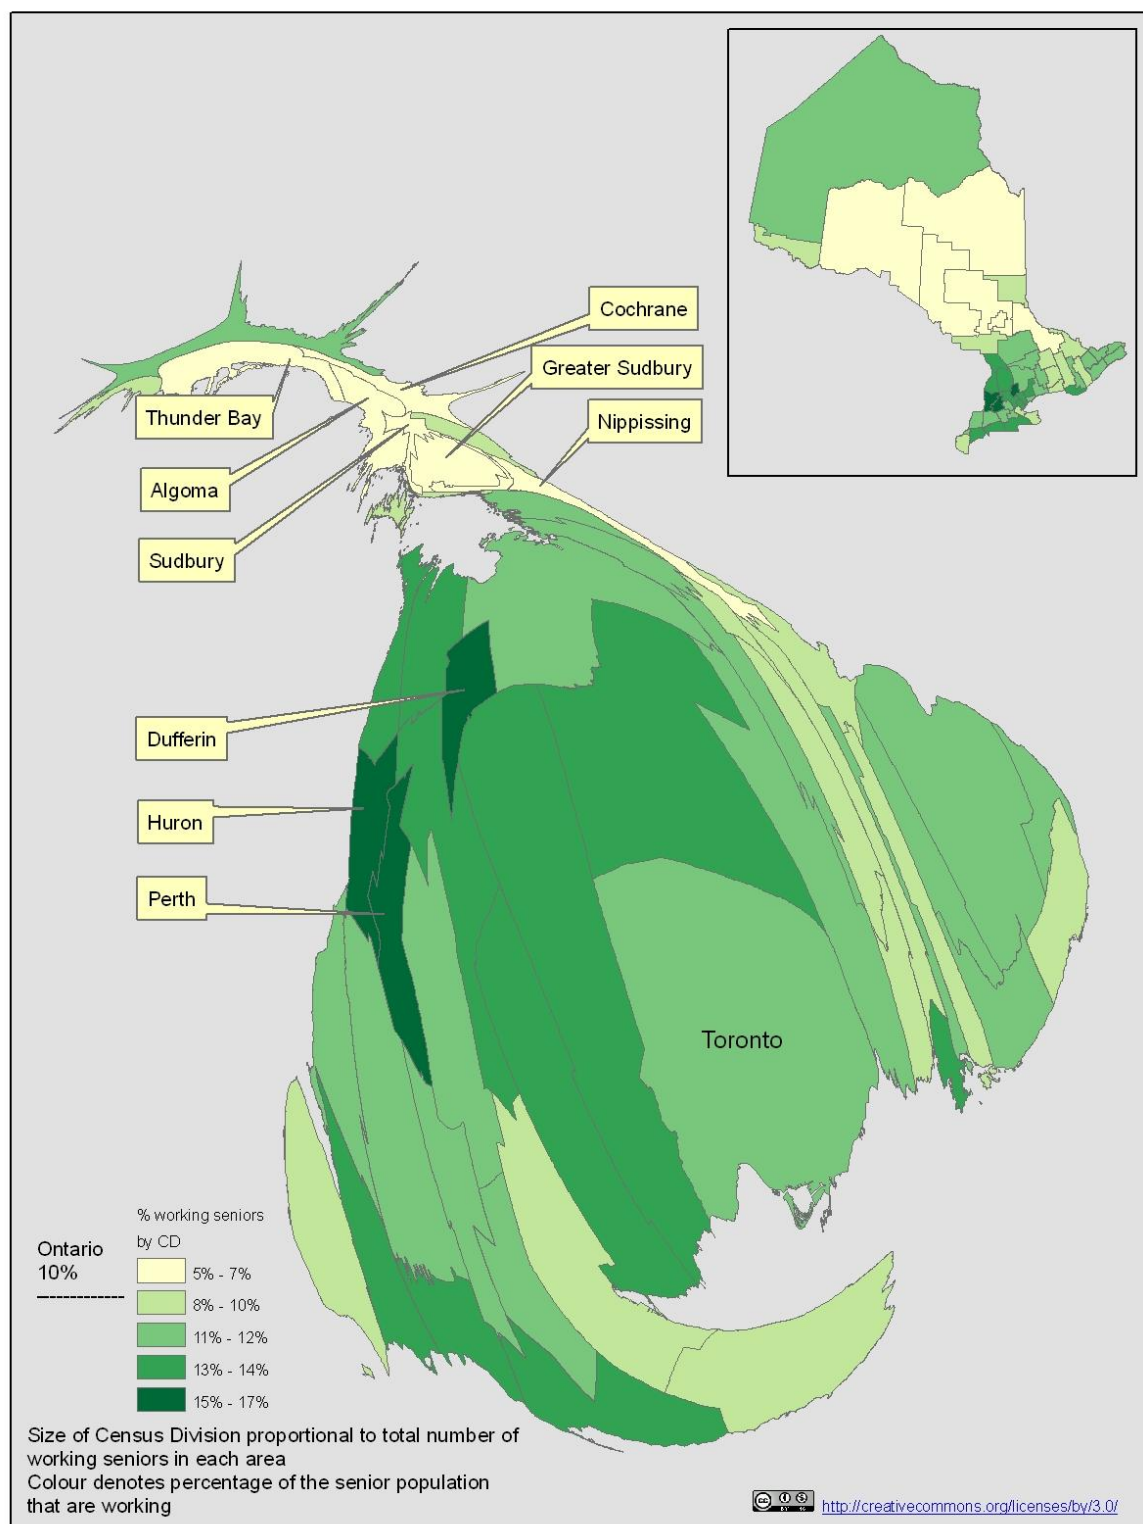 Cochrane
Greater Sudbury
Nippissing
Thunder Bay
Algoma
Sudbury
Dufferin
Huron
Perth
Toronto
Ontario
10%
% working seniors
by CD
5% - 7%
8% - 10%
11% - 12%
13% - 14%
15% - 17%
Size of Census Division proportional to total number of
working seniors in each area
Colour denotes percentage of the senior population
that are working
http://creativecommons.org/licenses/by/3.0/